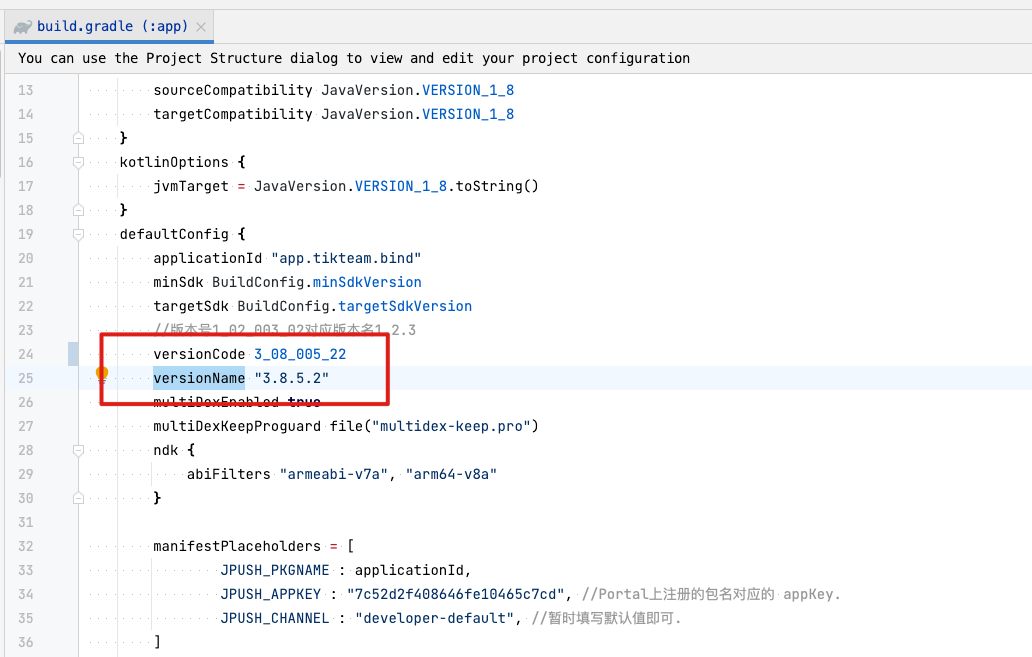 build.gradle (:app)
You can use the Project Structure dialog to view and edit your project configuration
13 sourceCompatibility JavaVersion.VERSION_1_8
14 targetCompatibility JavaVersion.VERSION_1_8
15 }
16 kotlinOptions {
17 jvmTarget = JavaVersion.VERSION_1_8.toString()
18 }
19 defaultConfig {
20 applicationId "app.tikteam.bind"
21 minSdk BuildConfig.minSdkVersion
22 targetSdk BuildConfig.targetSdkVersion
23 //版本号1_02_003_02对应版本名1.2.3
24 versionCode 3_08_005_22
25 versionName "3.8.5.2"
26 multiDexEnabled true
27 multiDexKeepProguard file("multidex-keep.pro")
28 ndk {
29 abiFilters "armeabi-v7a", "arm64-v8a"
30 }
31
32 manifestPlaceholders = [
33 JPUSH_PKGNAME : applicationId,
34 JPUSH_APPKEY : "7c52d2f408646fe10465c7cd", //Portal上注册的包名对应的 appKey.
35 JPUSH_CHANNEL : "developer-default", //暂时填写默认值即可.
36 ]